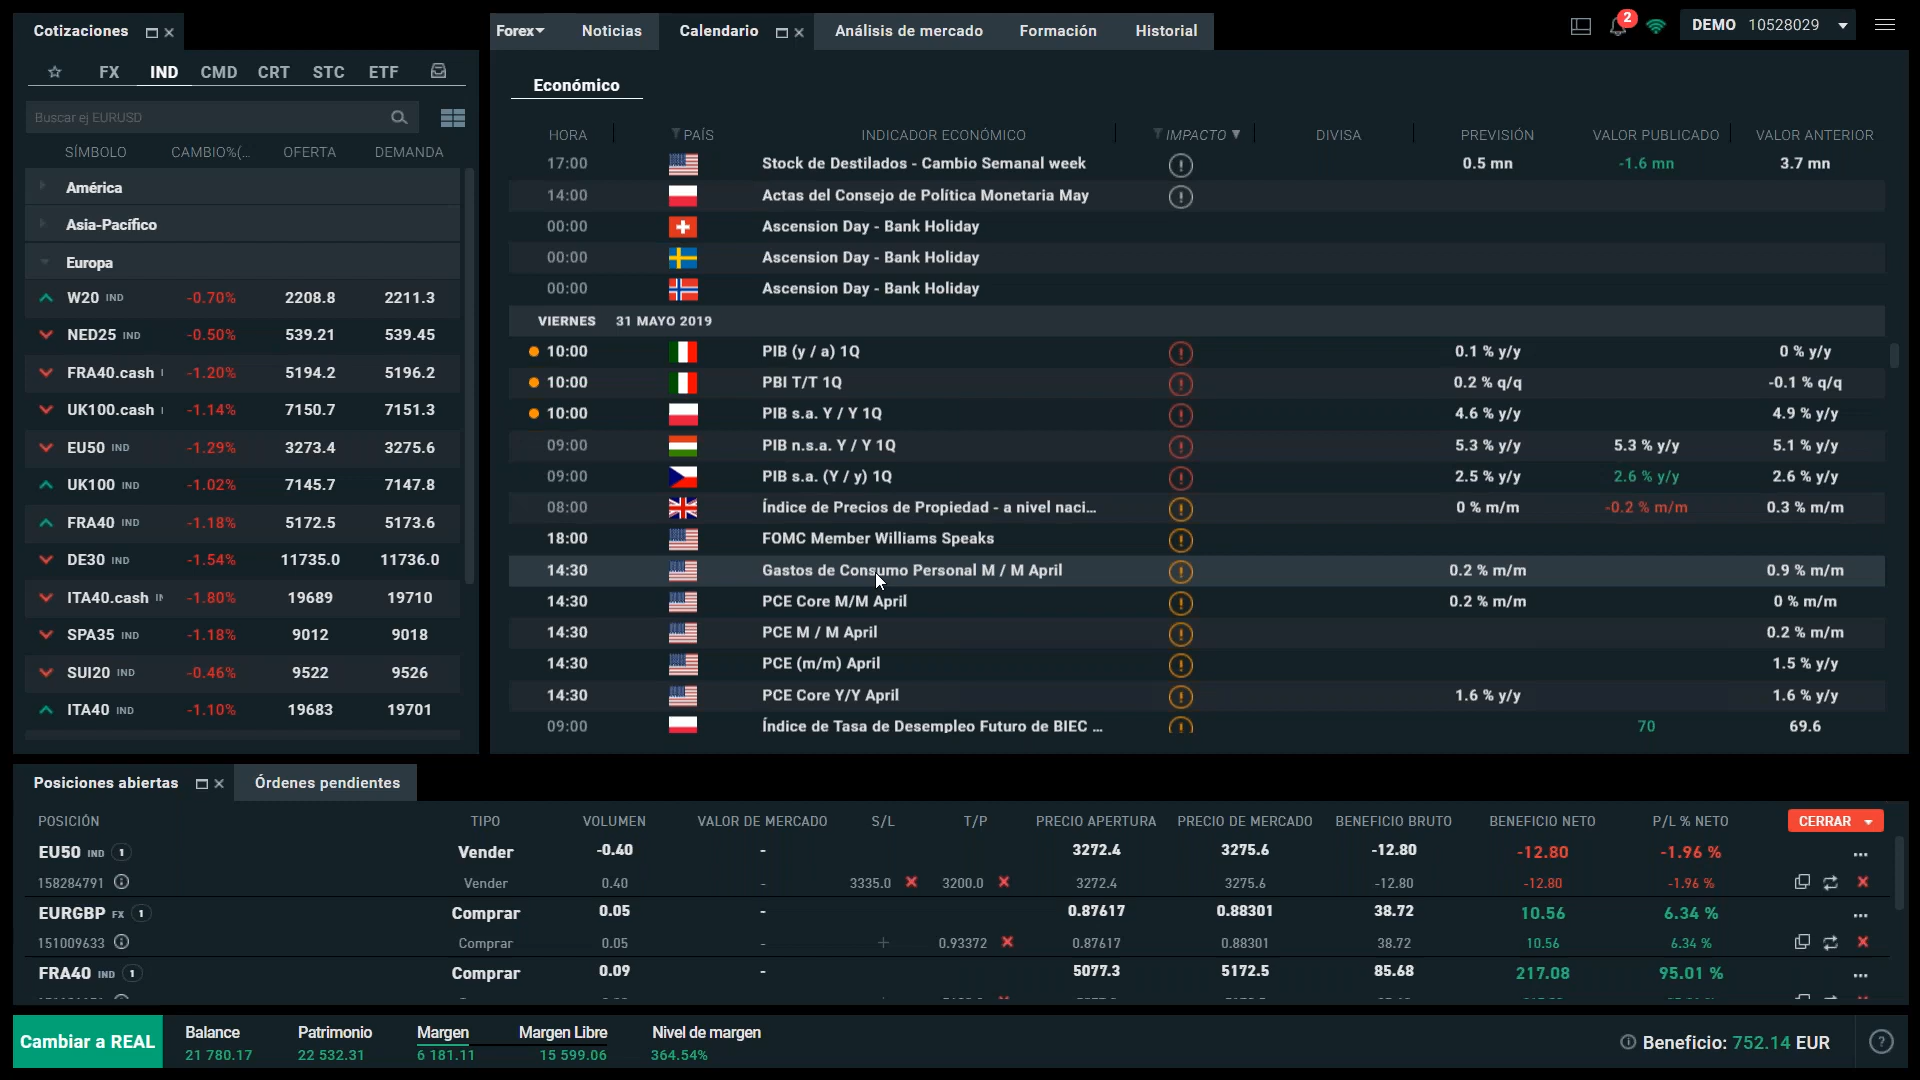 Cotizaciones
Forex Noticias Calendario Análisis de mercado Formación Historial
2 DEMO 10528029
FX IND CMD CRT STC ETF
Buscar ej EURUSD
SÍMBOLO CAMBIO%(... OFERTA DEMANDA
América
Asia-Pacífico
Europa
W20 IND -0.70% 2208.8 2211.3
NED25 IND -0.50% 539.21 539.45
FRA40.cash -1.20% 5194.2 5196.2
UK100.cash -1.14% 7150.7 7151.3
EU50 IND -1.29% 3273.4 3275.6
UK100 IND -1.02% 7145.7 7147.8
FRA40 IND -1.18% 5172.5 5173.6
DE30 IND -1.54% 11735.0 11736.0
ITA40.cash -1.80% 19689 19710
SPA35 IND -1.18% 9012 9018
SUI20 IND -0.46% 9522 9526
ITA40 IND -1.10% 19683 19701
Económico
HORA PAÍS INDICADOR ECONÓMICO IMPACTO DIVISA PREVISIÓN VALOR PUBLICADO VALOR ANTERIOR
17:00 Stock de Destilados - Cambio Semanal week 0.5 mn -1.6 mn 3.7 mn
14:00 Actas del Consejo de Política Monetaria May
00:00 Ascension Day - Bank Holiday
00:00 Ascension Day - Bank Holiday
00:00 Ascension Day - Bank Holiday
VIERNES 31 MAYO 2019
10:00 PIB (y / a) 1Q 0.1 % y/y 0 % y/y
10:00 PBI T/T 1Q 0.2 % q/q -0.1 % q/q
10:00 PIB s.a. Y / Y 1Q 4.6 % y/y 4.9 % y/y
09:00 PIB n.s.a. Y / Y 1Q 5.3 % y/y 5.3 % y/y 5.1 % y/y
09:00 PIB s.a. (Y / y) 1Q 2.5 % y/y 2.6 % y/y 2.6 % y/y
08:00 Índice de Precios de Propiedad - a nivel naci... 0 % m/m -0.2 % m/m 0.3 % m/m
18:00 FOMC Member Williams Speaks
14:30 Gastos de Consumo Personal M / M April 0.2 % m/m 0.9 % m/m
14:30 PCE Core M/M April 0.2 % m/m 0 % m/m
14:30 PCE M / M April 0.2 % m/m
14:30 PCE (m/m) April 1.5 % y/y
14:30 PCE Core Y/Y April 1.6 % y/y 1.6 % y/y
09:00 Índice de Tasa de Desempleo Futuro de BIEC ... 70 69.6
Posiciones abiertas Órdenes pendientes
POSICIÓN TIPO VOLUMEN VALOR DE MERCADO S/L T/P PRECIO APERTURA PRECIO DE MERCADO BENEFICIO BRUTO BENEFICIO NETO P/L % NETO CERRAR
EU50 IND 1 Vender -0.40 - 3272.4 3275.6 -12.80 -12.80 -1.96 % ...
158284791 Vender 0.40 - 3335.0 3200.0 3272.4 3275.6 -12.80 -12.80 -1.96 %
EURGBP FX 1 Comprar 0.05 - 0.87617 0.88301 38.72 10.56 6.34 % ...
151009633 Comprar 0.05 - + 0.93372 0.87617 0.88301 38.72 10.56 6.34 %
FRA40 IND 1 Comprar 0.09 - 5077.3 5172.5 85.68 217.08 95.01 % ...
Cambiar a REAL
Balance Patrimonio Margen Margen Libre Nivel de margen
21 780.17 22 532.31 6 181.11 15 599.06 364.54%
Beneficio: 752.14 EUR ?